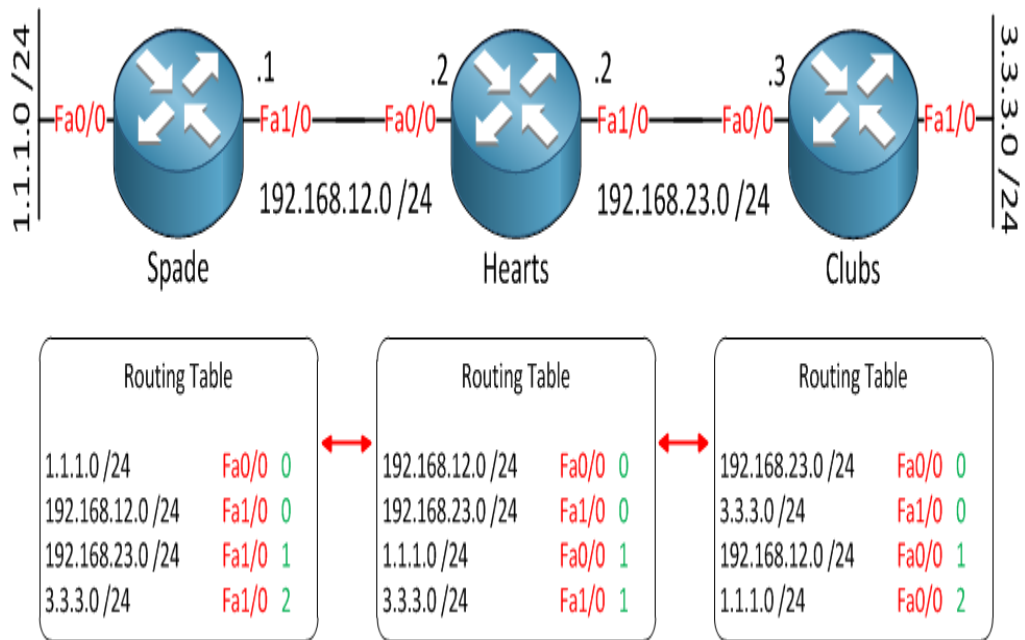 1.1.1.0 /24
Fa0/0
.1
Fa1/0
.2
Fa0/0
.2
Fa1/0
.3
Fa0/0
Fa1/0
3.3.3.0 /24
192.168.12.0 /24
192.168.23.0 /24
Spade
Hearts
Clubs
Routing Table
1.1.1.0 /24 Fa0/0 0
192.168.12.0 /24 Fa1/0 0
192.168.23.0 /24 Fa1/0 1
3.3.3.0 /24 Fa1/0 2
Routing Table
192.168.12.0 /24 Fa0/0 0
192.168.23.0 /24 Fa1/0 0
1.1.1.0 /24 Fa0/0 1
3.3.3.0 /24 Fa1/0 1
Routing Table
192.168.23.0 /24 Fa0/0 0
3.3.3.0 /24 Fa1/0 0
192.168.12.0 /24 Fa0/0 1
1.1.1.0 /24 Fa0/0 2